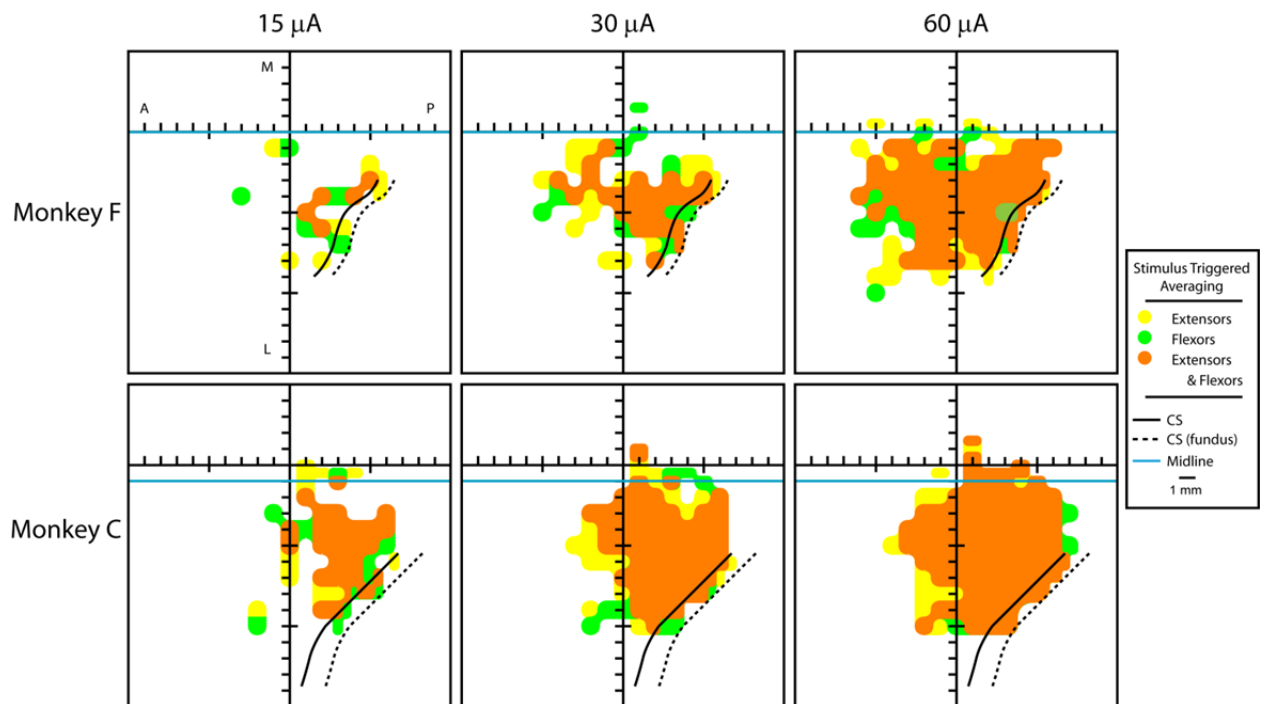 15 μA
30 μA
60 μA
M
A
P
L
Monkey F
Monkey C
Stimulus Triggered
Averaging
Extensors
Flexors
Extensors
& Flexors
CS
CS (fundus)
Midline
1 mm